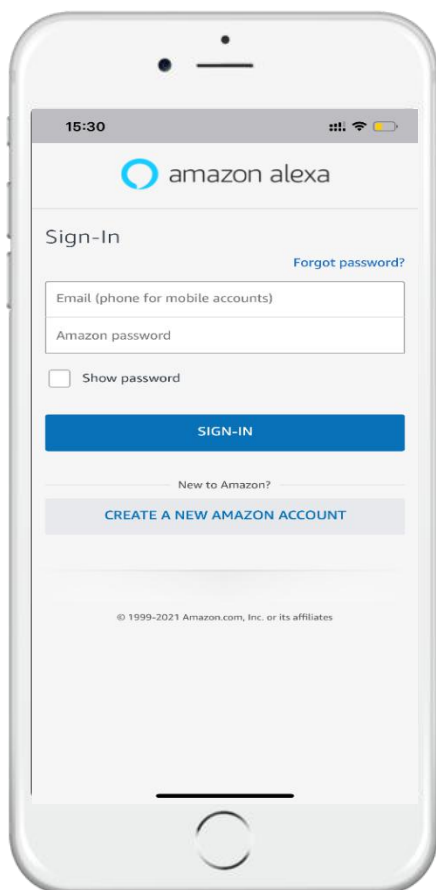 15:30
amazon alexa
Sign-In
Forgot password?
Email (phone for mobile accounts)
Amazon password
Show password
SIGN-IN
New to Amazon?
CREATE A NEW AMAZON ACCOUNT
© 1999-2021 Amazon.com, Inc. or its affiliates